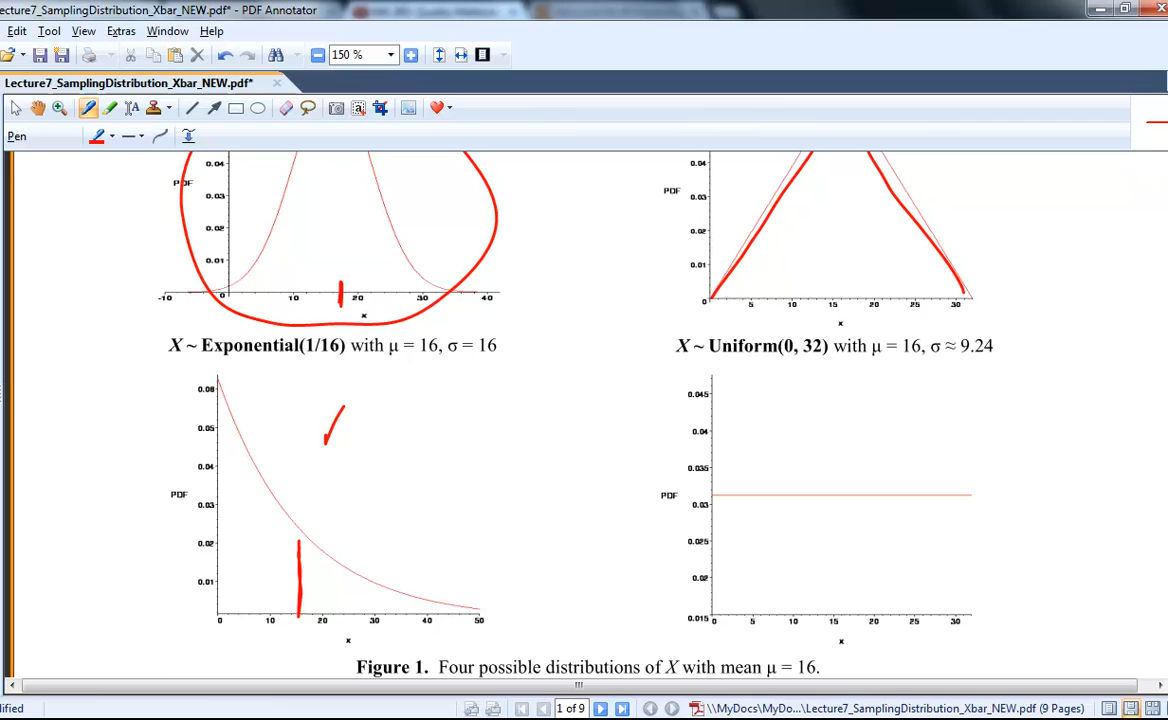 ecture7_SamplingDistribution_Xbar_NEW.pdf* - PDF Annotator
Edit Tool View Extras Window Help
150 %
Lecture7_SamplingDistribution_Xbar_NEW.pdf*
Pen
0.04
PDF
0.03
0.02
0.01
-10 0 10 20 30 40
x
0.04
PDF
0.03
0.02
0.01
0 5 10 15 20 25 30
x
X ~ Exponential(1/16) with μ = 16, σ = 16
X ~ Uniform(0, 32) with μ = 16, σ ≈ 9.24
0.06
0.05
0.04
PDF
0.03
0.02
0.01
0 10 20 30 40 50
x
0.045
0.04
0.035
PDF
0.03
0.025
0.02
0.015
0 5 10 15 20 25 30
x
Figure 1. Four possible distributions of X with mean μ = 16.
dified
1 of 9
\\MyDocs\MyDo...\Lecture7_SamplingDistribution_Xbar_NEW.pdf (9 Pages)